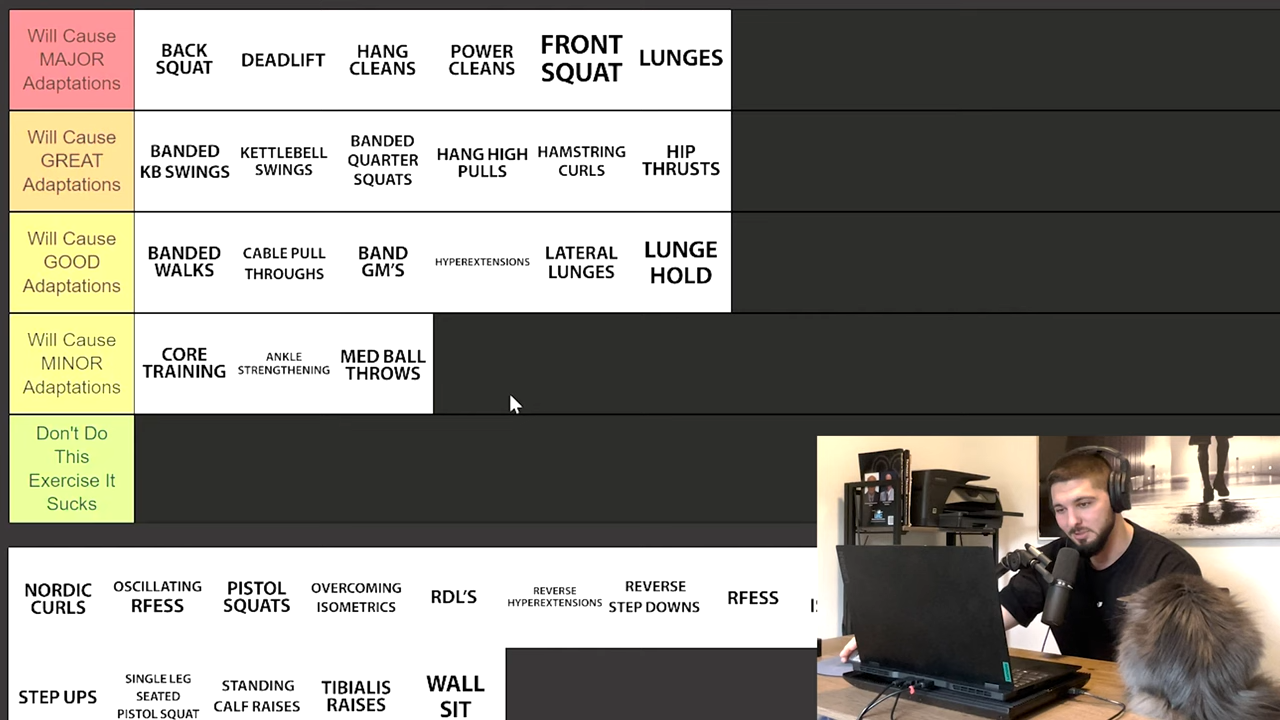 Will Cause
MAJOR
Adaptations
BACK
SQUAT
DEADLIFT
HANG
CLEANS
POWER
CLEANS
FRONT
SQUAT
LUNGES
Will Cause
GREAT
Adaptations
BANDED
KB SWINGS
KETTLEBELL
SWINGS
BANDED
QUARTER
SQUATS
HANG HIGH
PULLS
HAMSTRING
CURLS
HIP
THRUSTS
Will Cause
GOOD
Adaptations
BANDED
WALKS
CABLE PULL
THROUGHS
BAND
GM'S
HYPEREXTENSIONS
LATERAL
LUNGES
LUNGE
HOLD
Will Cause
MINOR
Adaptations
CORE
TRAINING
ANKLE
STRENGTHENING
MED BALL
THROWS
Don't Do
This
Exercise It
Sucks
NORDIC
CURLS
OSCILLATING
RFESS
PISTOL
SQUATS
OVERCOMING
ISOMETRICS
RDL'S
REVERSE
HYPEREXTENSIONS
REVERSE
STEP DOWNS
RFESS
STEP UPS
SINGLE LEG
SEATED
PISTOL SQUAT
STANDING
CALF RAISES
TIBIALIS
RAISES
WALL
SIT